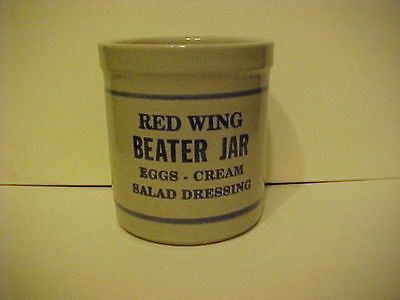 RED WING
BEATER JAR
EGGS - CREAM
SALAD DRESSING